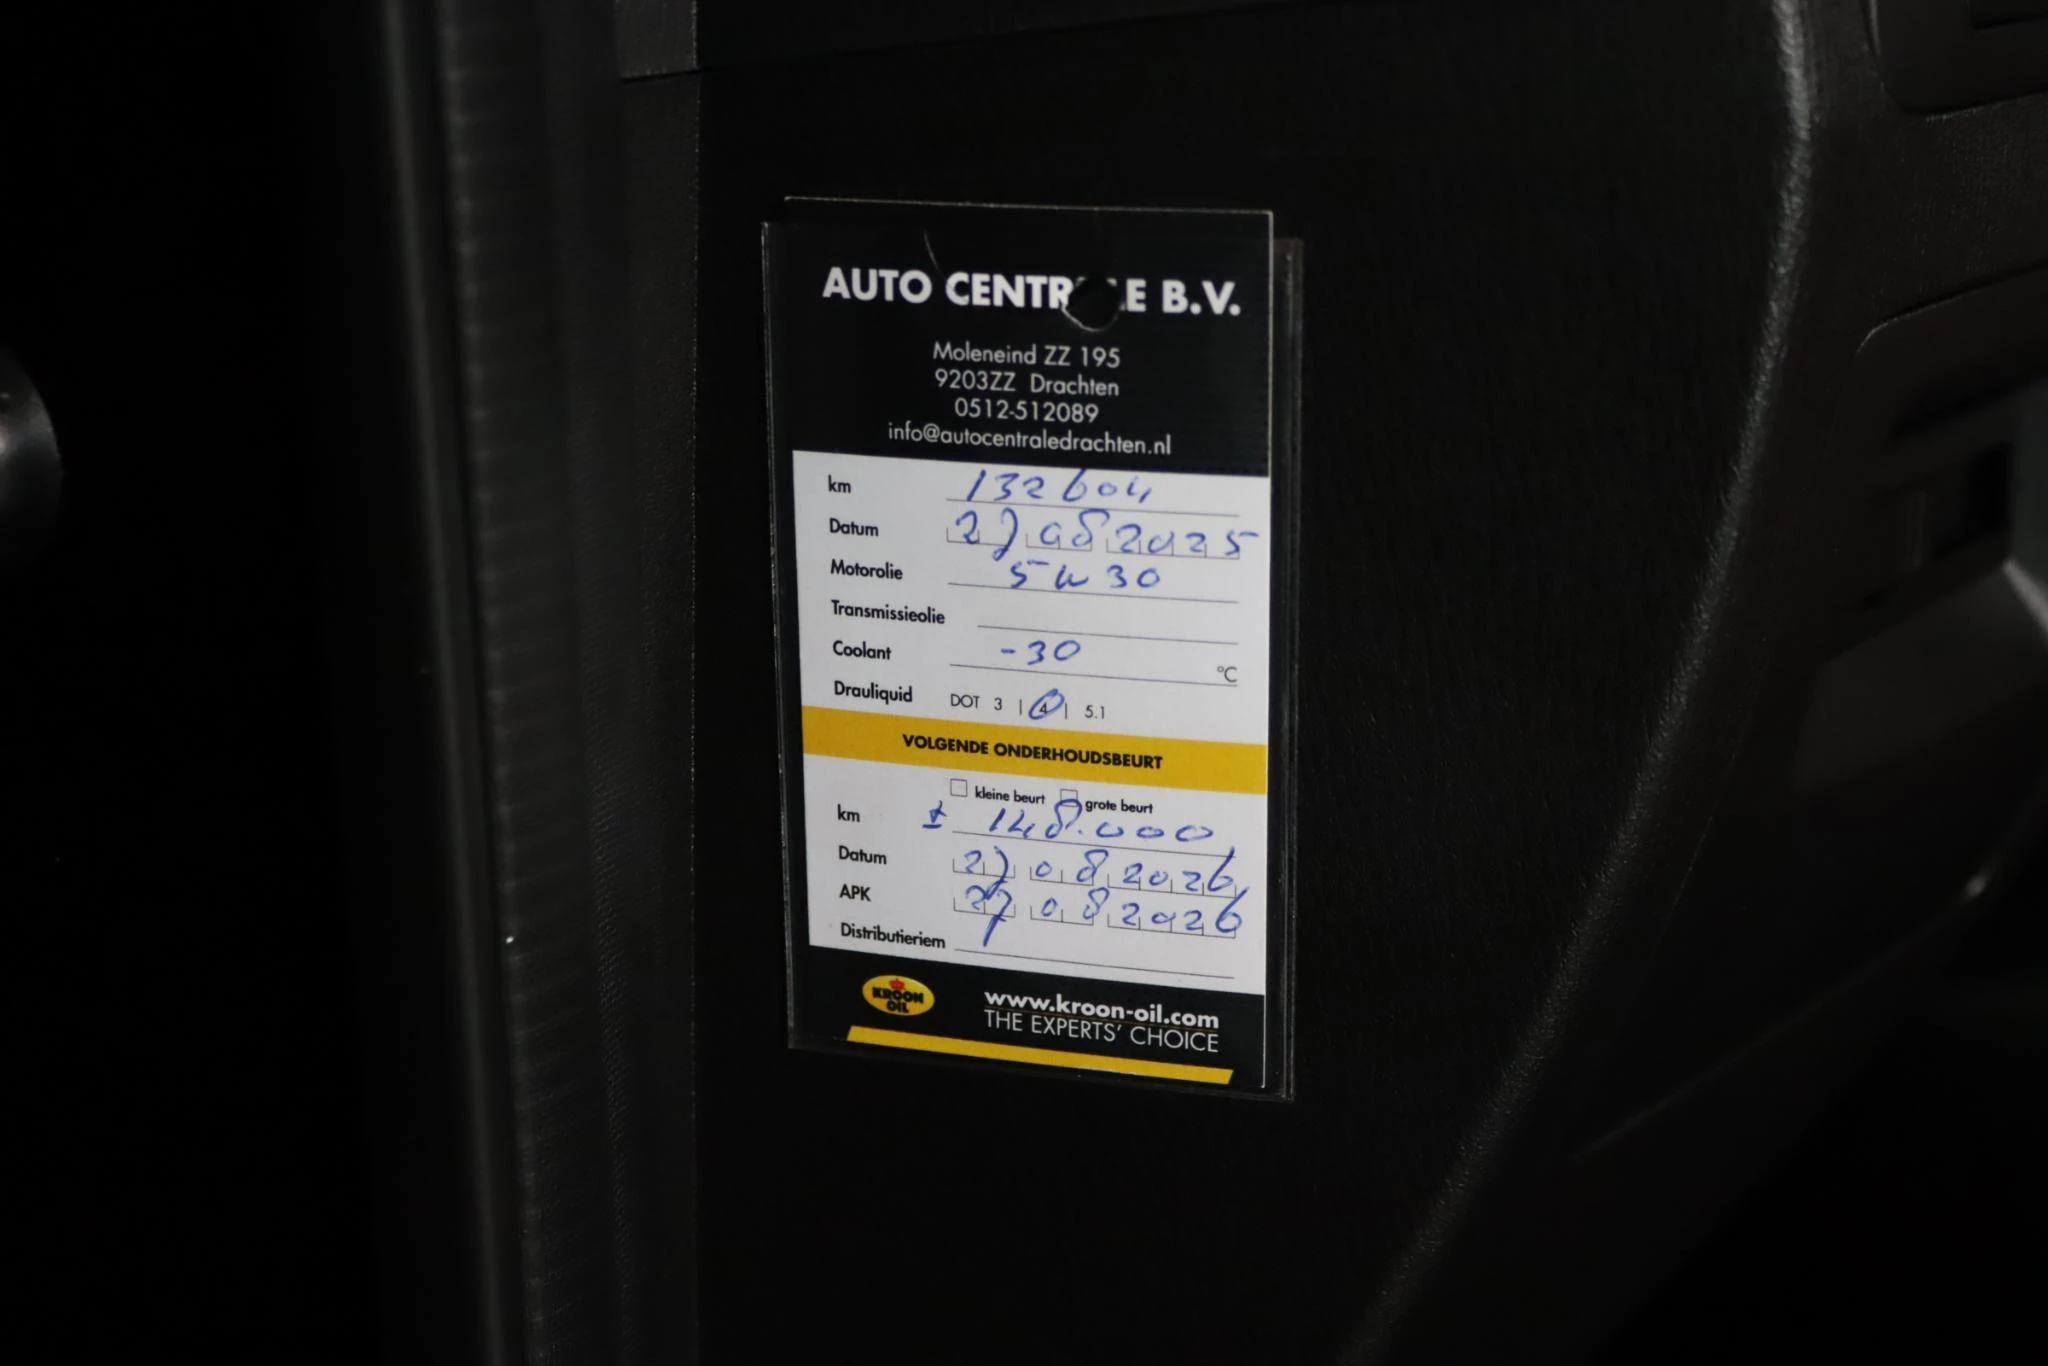 AUTO CENTRALE B.V.
Moleneind ZZ 195
9203ZZ Drachten
0512-512089
info@autocentraledrachten.nl
km 132604
Datum 27 08 2025
Motorolie 5W30
Transmissieolie
Coolant -30 °C
Drauliquid DOT 3 | 4 | 5.1
VOLGENDE ONDERHOUDSBEURT
kleine beurt grote beurt
km ± 148.000
Datum 27 08 2026
APK 27 08 2026
Distributieriem
KROON OIL
www.kroon-oil.com
THE EXPERTS' CHOICE